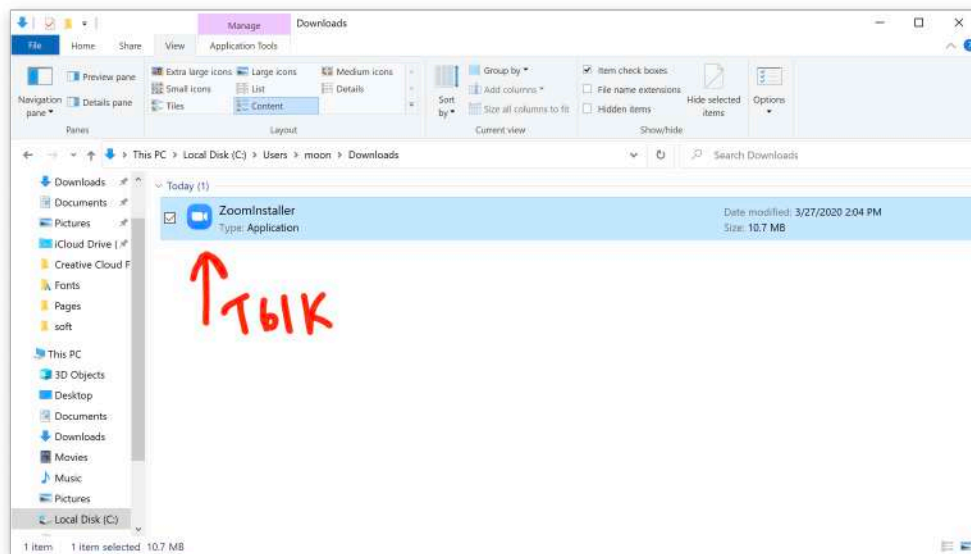 Manage Downloads
File Home Share View Application Tools
Navigation pane
Preview pane
Details pane
Panes
Extra large icons Large icons Medium icons
Small icons List Details
Tiles Content
Layout
Sort by
Group by
Add columns
Size all columns to fit
Current view
Item check boxes
File name extensions
Hidden items
Hide selected items
Show/hide
Options
This PC > Local Disk (C:) > Users > moon > Downloads
Search Downloads
Downloads
Documents
Pictures
iCloud Drive (
Creative Cloud F
Fonts
Pages
soft
This PC
3D Objects
Desktop
Documents
Downloads
Movies
Music
Pictures
Local Disk (C:)
Today (1)
ZoomInstaller
Type: Application
Date modified: 3/27/2020 2:04 PM
Size: 10.7 MB
тык
1 item 1 item selected 10.7 MB